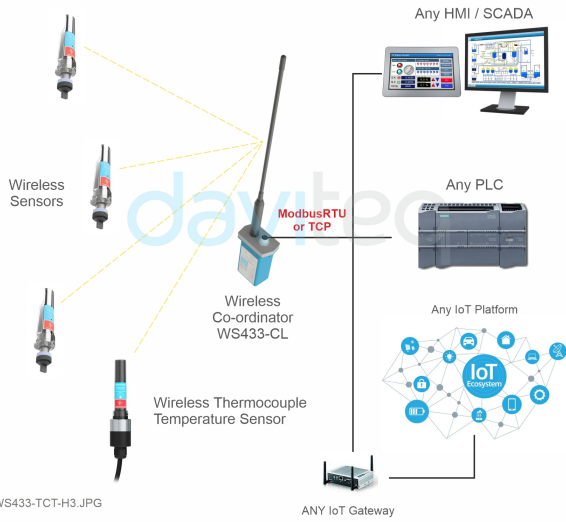 Any HMI / SCADA
Wireless
Sensors
daviteq
ModbusRTU
or TCP
Any PLC
Wireless
Co-ordinator
WS433-CL
Any IoT Platform
IoT
Ecosystem
Wireless Thermocouple
Temperature Sensor
WS433-TCT-H3.JPG
ANY IoT Gateway